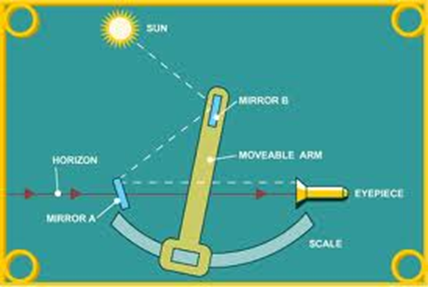 SUN
MIRROR B
MOVEABLE ARM
HORIZON
EYEPIECE
MIRROR A
SCALE